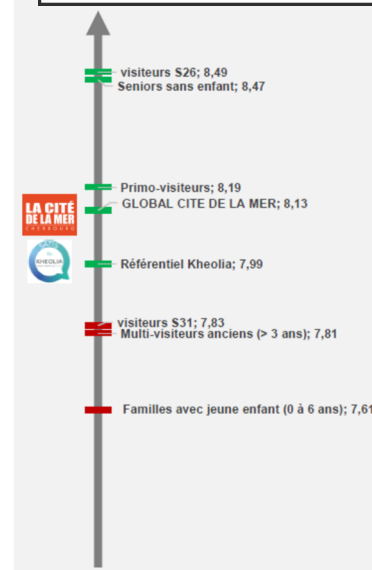 visiteurs S26; 8,49
Seniors sans enfant; 8,47
Primo-visiteurs; 8,19
GLOBAL CITE DE LA MER; 8,13
LA CITÉ
DE LA MER
CHERBOURG
KHEOLIA
Référentiel Kheolia; 7,99
visiteurs S31; 7,83
Multi-visiteurs anciens (> 3 ans); 7,81
Familles avec jeune enfant (0 à 6 ans); 7,61